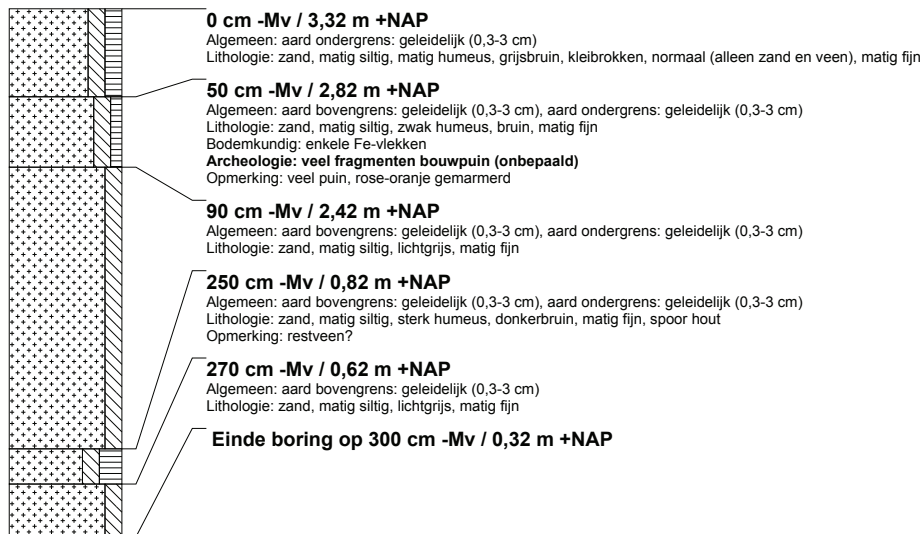 0 cm -Mv / 3,32 m +NAP
Algemeen: aard ondergrens: geleidelijk (0,3-3 cm)
Lithologie: zand, matig siltig, matig humeus, grijsbruin, kleibrokken, normaal (alleen zand en veen), matig fijn
50 cm -Mv / 2,82 m +NAP
Algemeen: aard bovengrens: geleidelijk (0,3-3 cm), aard ondergrens: geleidelijk (0,3-3 cm)
Lithologie: zand, matig siltig, zwak humeus, bruin, matig fijn
Bodemkundig: enkele Fe-vlekken
Archeologie: veel fragmenten bouwpuin (onbepaald)
Opmerking: veel puin, rose-oranje gemarmerd
90 cm -Mv / 2,42 m +NAP
Algemeen: aard bovengrens: geleidelijk (0,3-3 cm), aard ondergrens: geleidelijk (0,3-3 cm)
Lithologie: zand, matig siltig, lichtgrijs, matig fijn
250 cm -Mv / 0,82 m +NAP
Algemeen: aard bovengrens: geleidelijk (0,3-3 cm), aard ondergrens: geleidelijk (0,3-3 cm)
Lithologie: zand, matig siltig, sterk humeus, donkerbruin, matig fijn, spoor hout
Opmerking: restveen?
270 cm -Mv / 0,62 m +NAP
Algemeen: aard bovengrens: geleidelijk (0,3-3 cm)
Lithologie: zand, matig siltig, lichtgrijs, matig fijn
Einde boring op 300 cm -Mv / 0,32 m +NAP